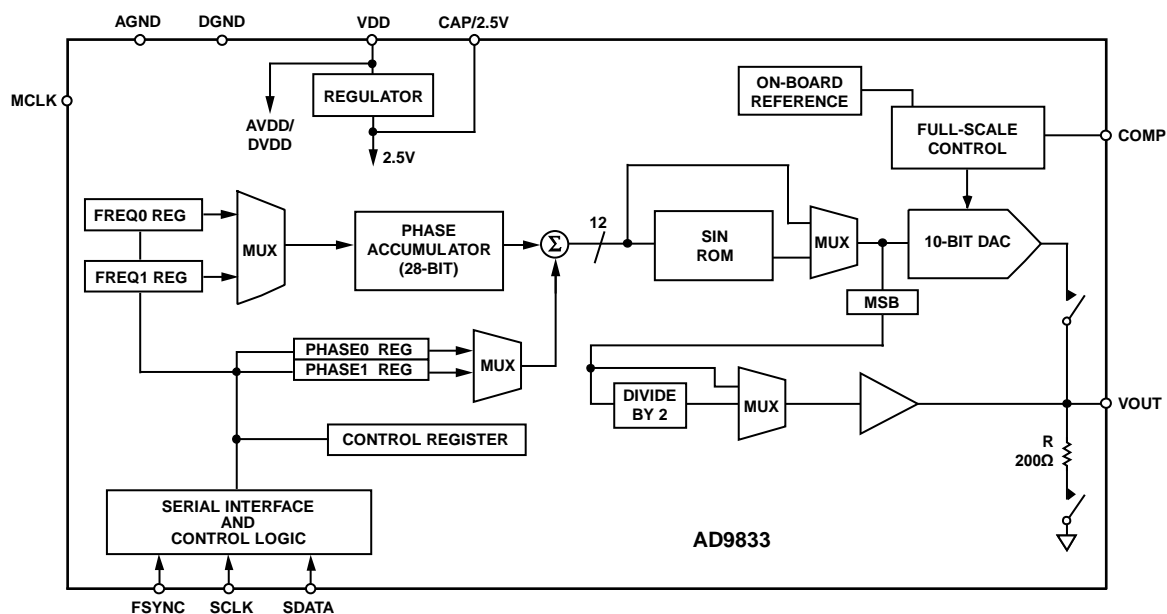 AGND
DGND
VDD
CAP/2.5V
MCLK
AVDD/
DVDD
REGULATOR
2.5V
ON-BOARD
REFERENCE
FULL-SCALE
CONTROL
COMP
FREQ0 REG
FREQ1 REG
MUX
PHASE
ACCUMULATOR
(28-BIT)
Σ
12
SIN
ROM
MUX
10-BIT DAC
MSB
PHASE0 REG
PHASE1 REG
MUX
DIVIDE
BY 2
MUX
VOUT
R
200Ω
CONTROL REGISTER
SERIAL INTERFACE
AND
CONTROL LOGIC
AD9833
FSYNC
SCLK
SDATA